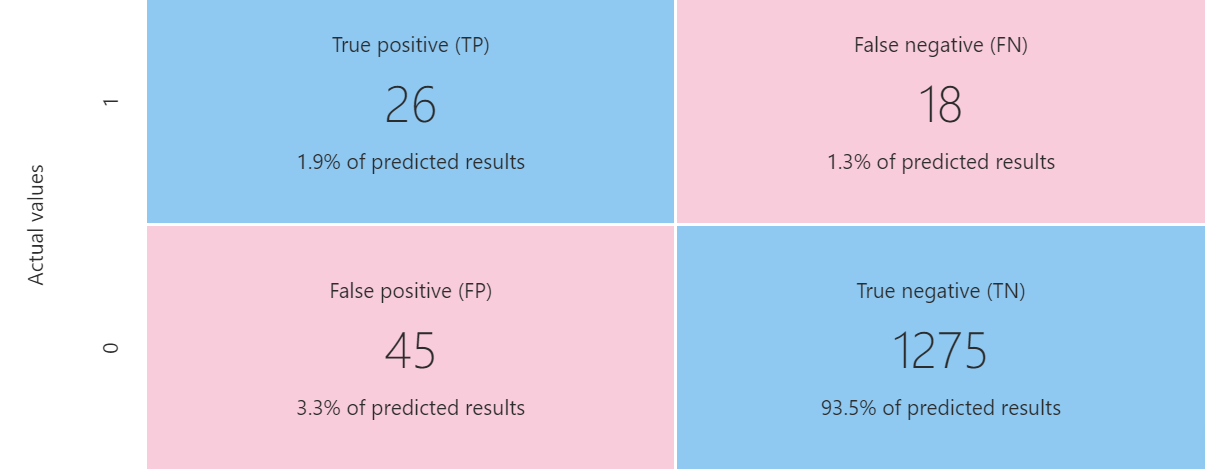 Actual values
1
True positive (TP)
26
1.9% of predicted results
False negative (FN)
18
1.3% of predicted results
0
False positive (FP)
45
3.3% of predicted results
True negative (TN)
1275
93.5% of predicted results